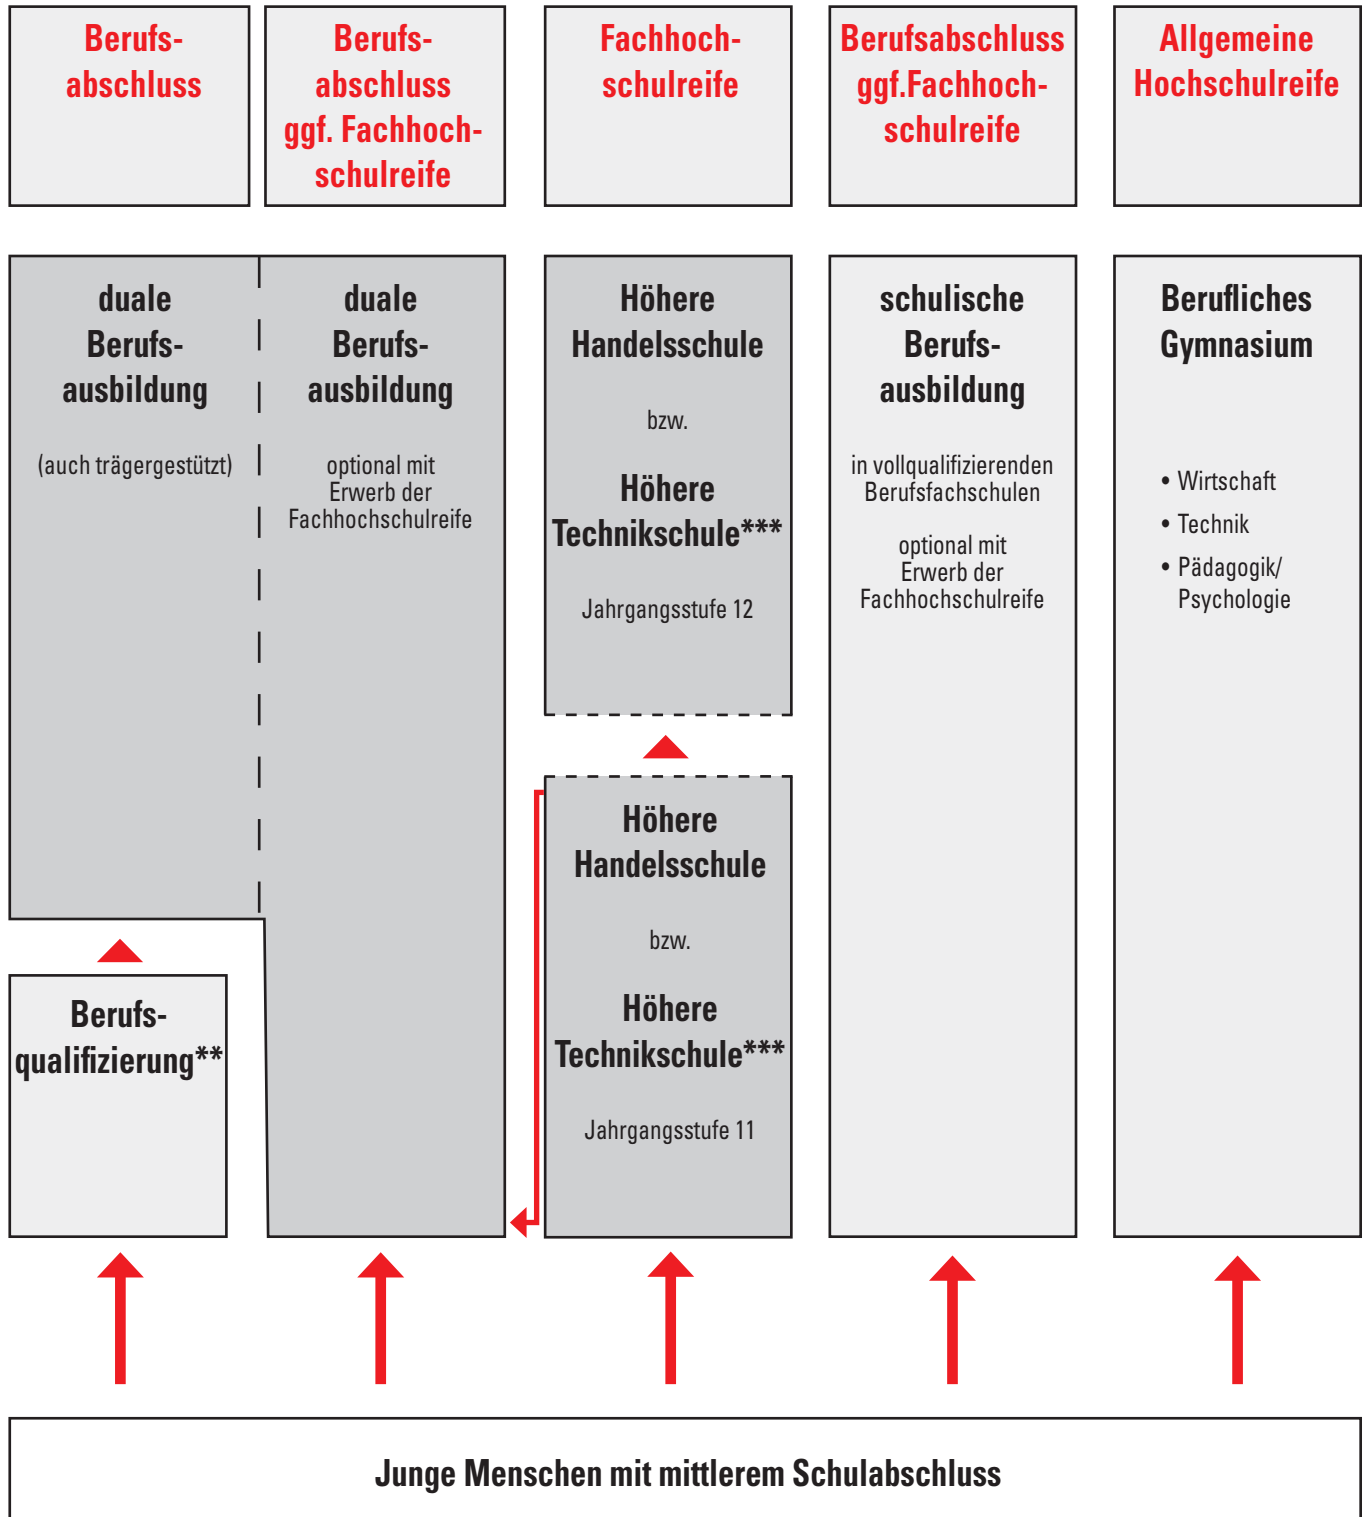 Berufs-
abschluss
Berufs-
abschluss
ggf. Fachhoch-
schulreife
Fachhoch-
schulreife
Berufsabschluss
ggf.Fachhoch-
schulreife
Allgemeine
Hochschulreife
duale
Berufs-
ausbildung
(auch trägergestützt)
duale
Berufs-
ausbildung
optional mit
Erwerb der
Fachhochschulreife
Höhere
Handelsschule
bzw.
Höhere
Technikschule***
Jahrgangsstufe 12
schulische
Berufs-
ausbildung
in vollqualifizierenden
Berufsfachschulen
optional mit
Erwerb der
Fachhochschulreife
Berufliches
Gymnasium
• Wirtschaft
• Technik
• Pädagogik/
Psychologie
Höhere
Handelsschule
bzw.
Höhere
Technikschule***
Jahrgangsstufe 11
Berufs-
qualifizierung**
Junge Menschen mit mittlerem Schulabschluss